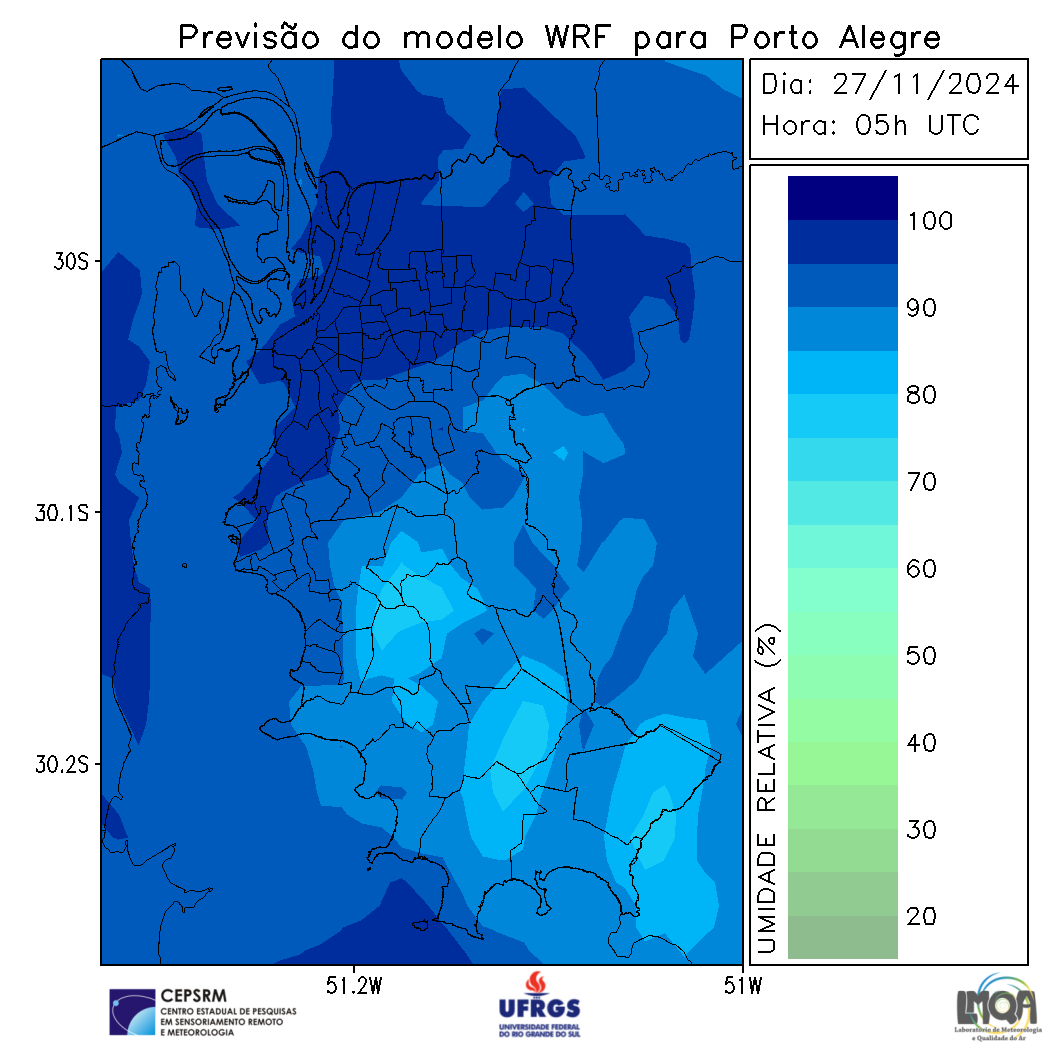 Previsão do modelo WRF para Porto Alegre
Dia: 27/11/2024
Hora: 05h UTC
30S
30.1S
30.2S
51.2W
51W
UMIDADE RELATIVA (%)
100
90
80
70
60
50
40
30
20
CEPSRM
CENTRO ESTADUAL DE PESQUISAS
EM SENSORIAMENTO REMOTO
E METEOROLOGIA
UFRGS
UNIVERSIDADE FEDERAL
DO RIO GRANDE DO SUL
LMQA
Laboratório de Meteorologia
e Qualidade do Ar